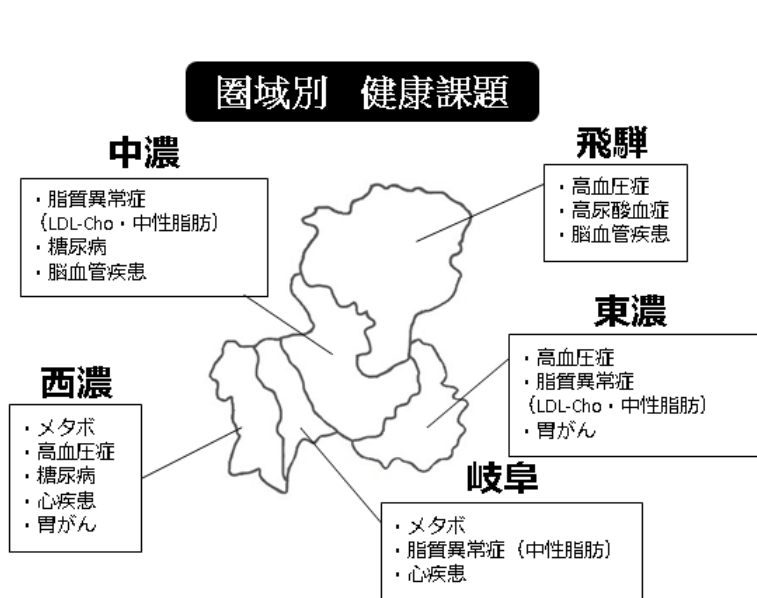 圏域別　健康課題
中濃
・脂質異常症
（LDL-Cho・中性脂肪）
・糖尿病
・脳血管疾患
飛騨
・高血圧症
・高尿酸血症
・脳血管疾患
東濃
・高血圧症
・脂質異常症
（LDL-Cho・中性脂肪）
・胃がん
西濃
・メタボ
・高血圧症
・糖尿病
・心疾患
・胃がん
岐阜
・メタボ
・脂質異常症（中性脂肪）
・心疾患